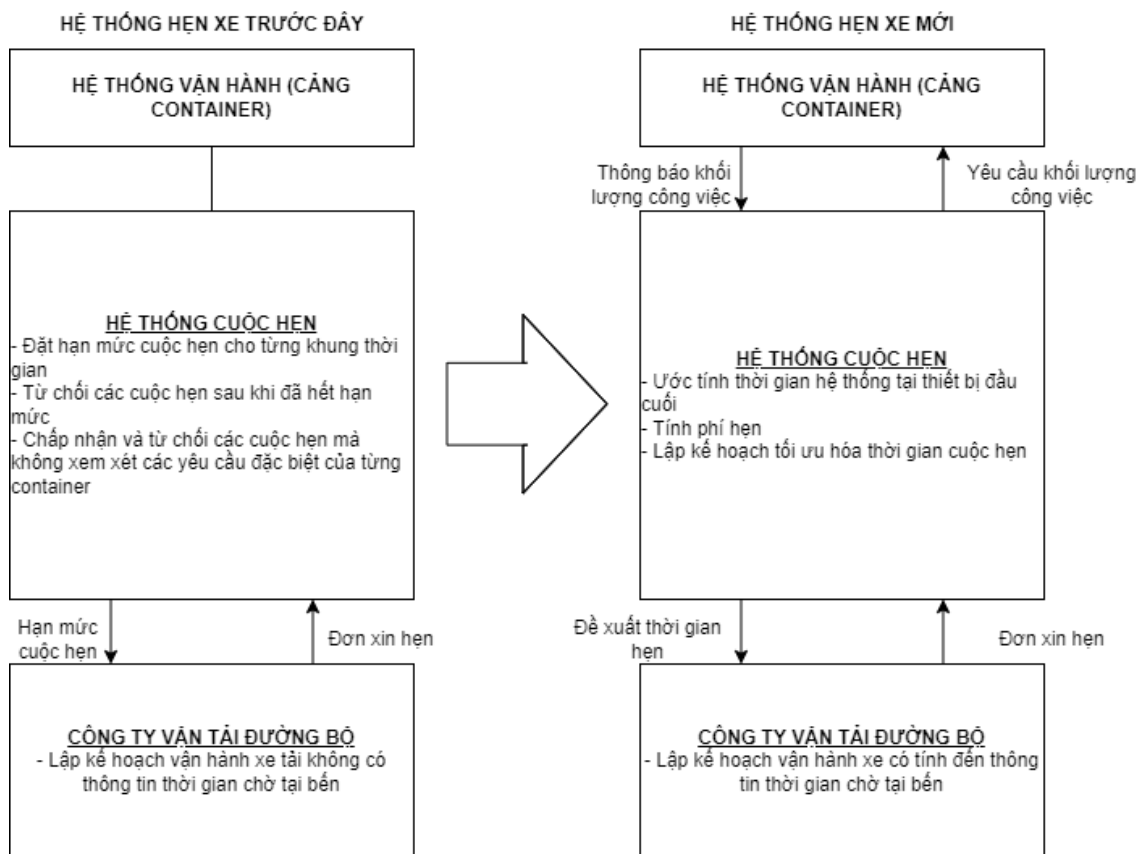 HỆ THỐNG HẸN XE TRƯỚC ĐÂY
HỆ THỐNG VẬN HÀNH (CẢNG
CONTAINER)
HỆ THỐNG CUỘC HẸN
- Đặt hạn mức cuộc hẹn cho từng khung thời
gian
- Từ chối các cuộc hẹn sau khi đã hết hạn
mức
- Chấp nhận và từ chối các cuộc hẹn mà
không xem xét các yêu cầu đặc biệt của từng
container
Hạn mức
cuộc hẹn
Đơn xin hẹn
CÔNG TY VẬN TẢI ĐƯỜNG BỘ
- Lập kế hoạch vận hành xe tải không có
thông tin thời gian chờ tại bến
HỆ THỐNG HẸN XE MỚI
HỆ THỐNG VẬN HÀNH (CẢNG
CONTAINER)
Thông báo khối
lượng công việc
Yêu cầu khối lượng
công việc
HỆ THỐNG CUỘC HẸN
- Ước tính thời gian hệ thống tại thiết bị đầu
cuối
- Tính phí hẹn
- Lập kế hoạch tối ưu hóa thời gian cuộc hẹn
Đề xuất thời gian
hẹn
Đơn xin hẹn
CÔNG TY VẬN TẢI ĐƯỜNG BỘ
- Lập kế hoạch vận hành xe có tính đến thông
tin thời gian chờ tại bến